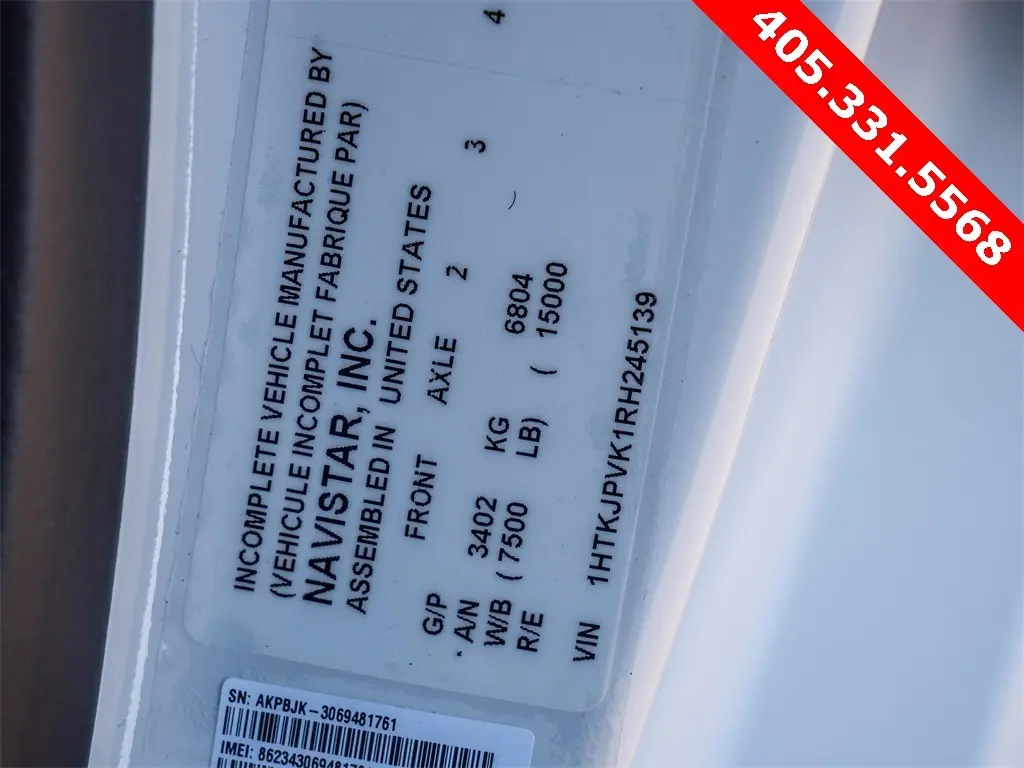 INCOMPLETE VEHICLE MANUFACTURED BY
(VEHICULE INCOMPLET FABRIQUE PAR)
NAVISTAR, INC.
ASSEMBLED IN UNITED STATES
G/P FRONT AXLE 2 3 4
A/N
W/B 3402 KG 6804
R/E ( 7500 LB) ( 15000
VIN 1HTKJPVK1RH245139
SN: AKPBJK-3069481761
IMEI:
405.331.5568